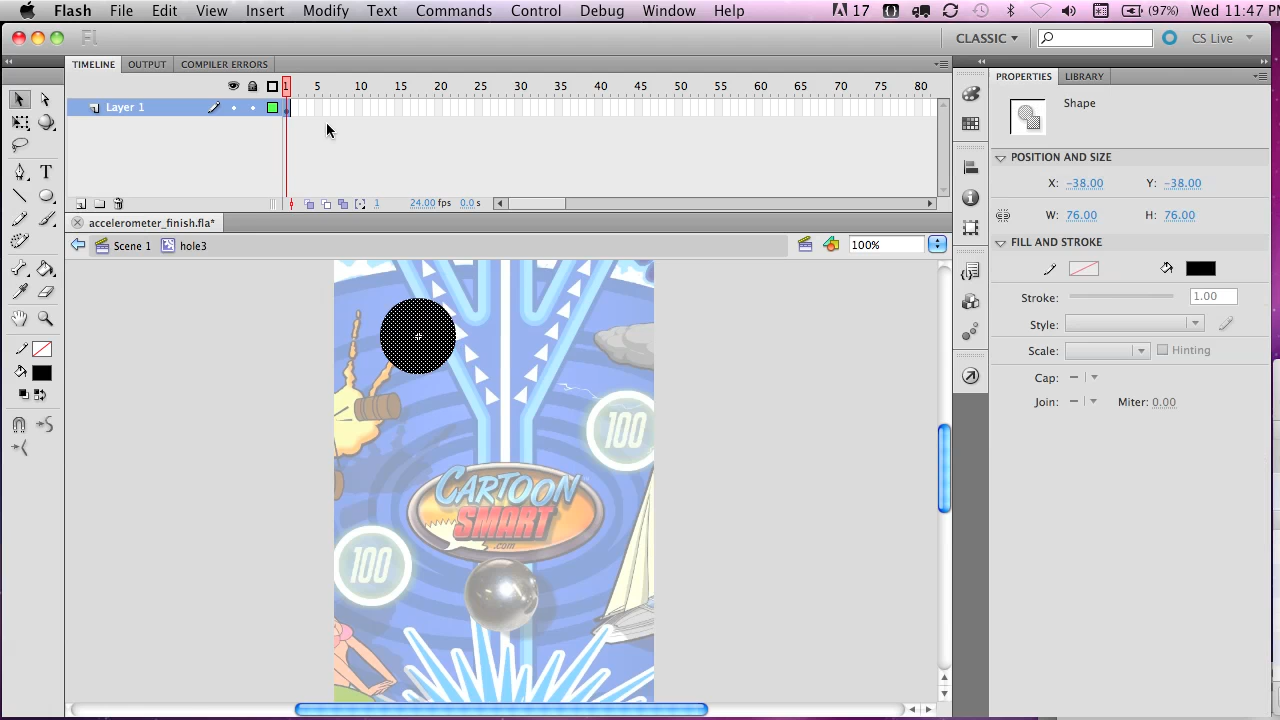 Flash File Edit View Insert Modify Text Commands Control Debug Window Help 17 (97%) Wed 11:47 P
Fl CLASSIC CS Live
TIMELINE OUTPUT COMPILER ERRORS
1 5 10 15 20 25 30 35 40 45 50 55 60 65 70 75 80
Layer 1
1 24.00 fps 0.0 s
accelerometer_finish.fla*
Scene 1 hole3 100%
100
CARTOON
SMART
.com
100
PROPERTIES LIBRARY
Shape
POSITION AND SIZE
X: -38.00 Y: -38.00
W: 76.00 H: 76.00
FILL AND STROKE
Stroke: 1.00
Style:
Scale: Hinting
Cap:
Join: Miter: 0.00